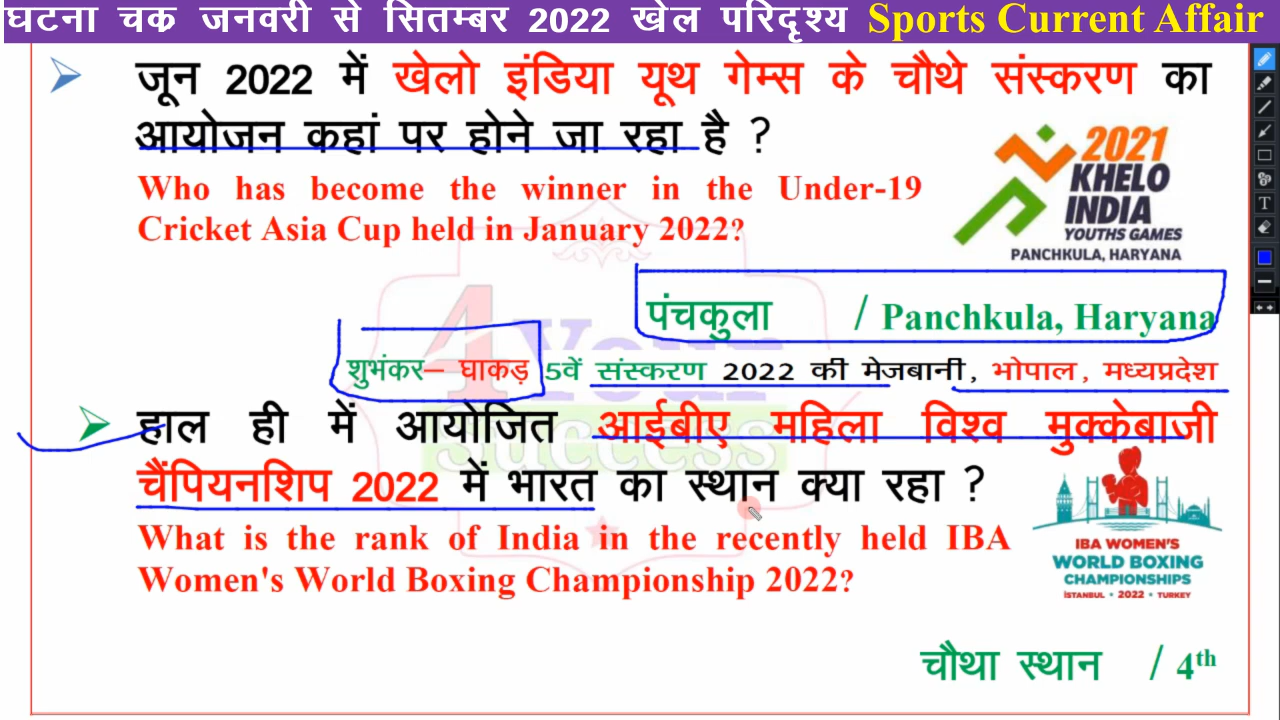 घटना चक्र जनवरी से सितम्बर 2022 खेल परिदृश्य Sports Current Affair
जून 2022 में खेलो इंडिया यूथ गेम्स के चौथे संस्करण का
आयोजन कहां पर होने जा रहा है ?
Who has become the winner in the Under-19
Cricket Asia Cup held in January 2022?
2021
KHELO
INDIA
YOUTHS GAMES
PANCHKULA, HARYANA
पंचकुला / Panchkula, Haryana
शुभंकर– घाकड़ 5वें संस्करण 2022 की मेजबानी, भोपाल, मध्यप्रदेश
4Your
Success
हाल ही में आयोजित आईबीए महिला विश्व मुक्केबाजी
चैंपियनशिप 2022 में भारत का स्थान क्या रहा ?
What is the rank of India in the recently held IBA
Women's World Boxing Championship 2022?
IBA WOMEN'S
WORLD BOXING
CHAMPIONSHIPS
İSTANBUL • 2022 • TURKEY
चौथा स्थान / 4th